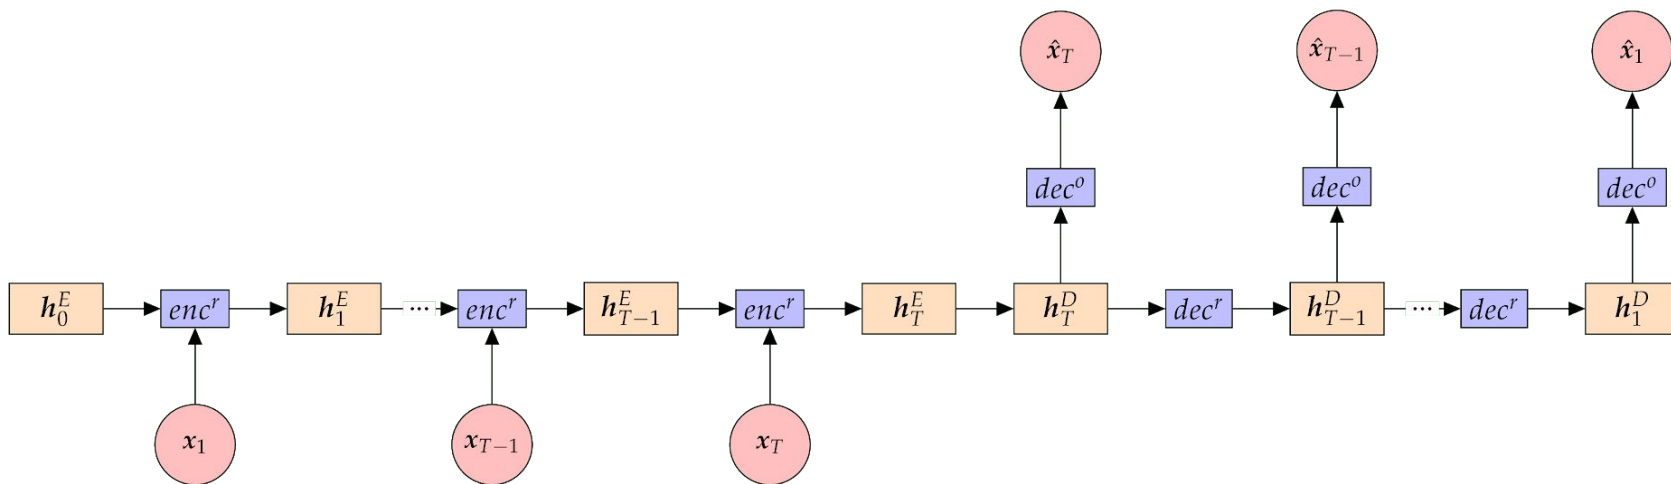 x̂_T x̂_{T−1} x̂_1
dec^o dec^o dec^o
h_0^E enc^r h_1^E ··· enc^r h_{T−1}^E enc^r h_T^E h_T^D dec^r h_{T−1}^D ··· dec^r h_1^D
x_1 x_{T−1} x_T